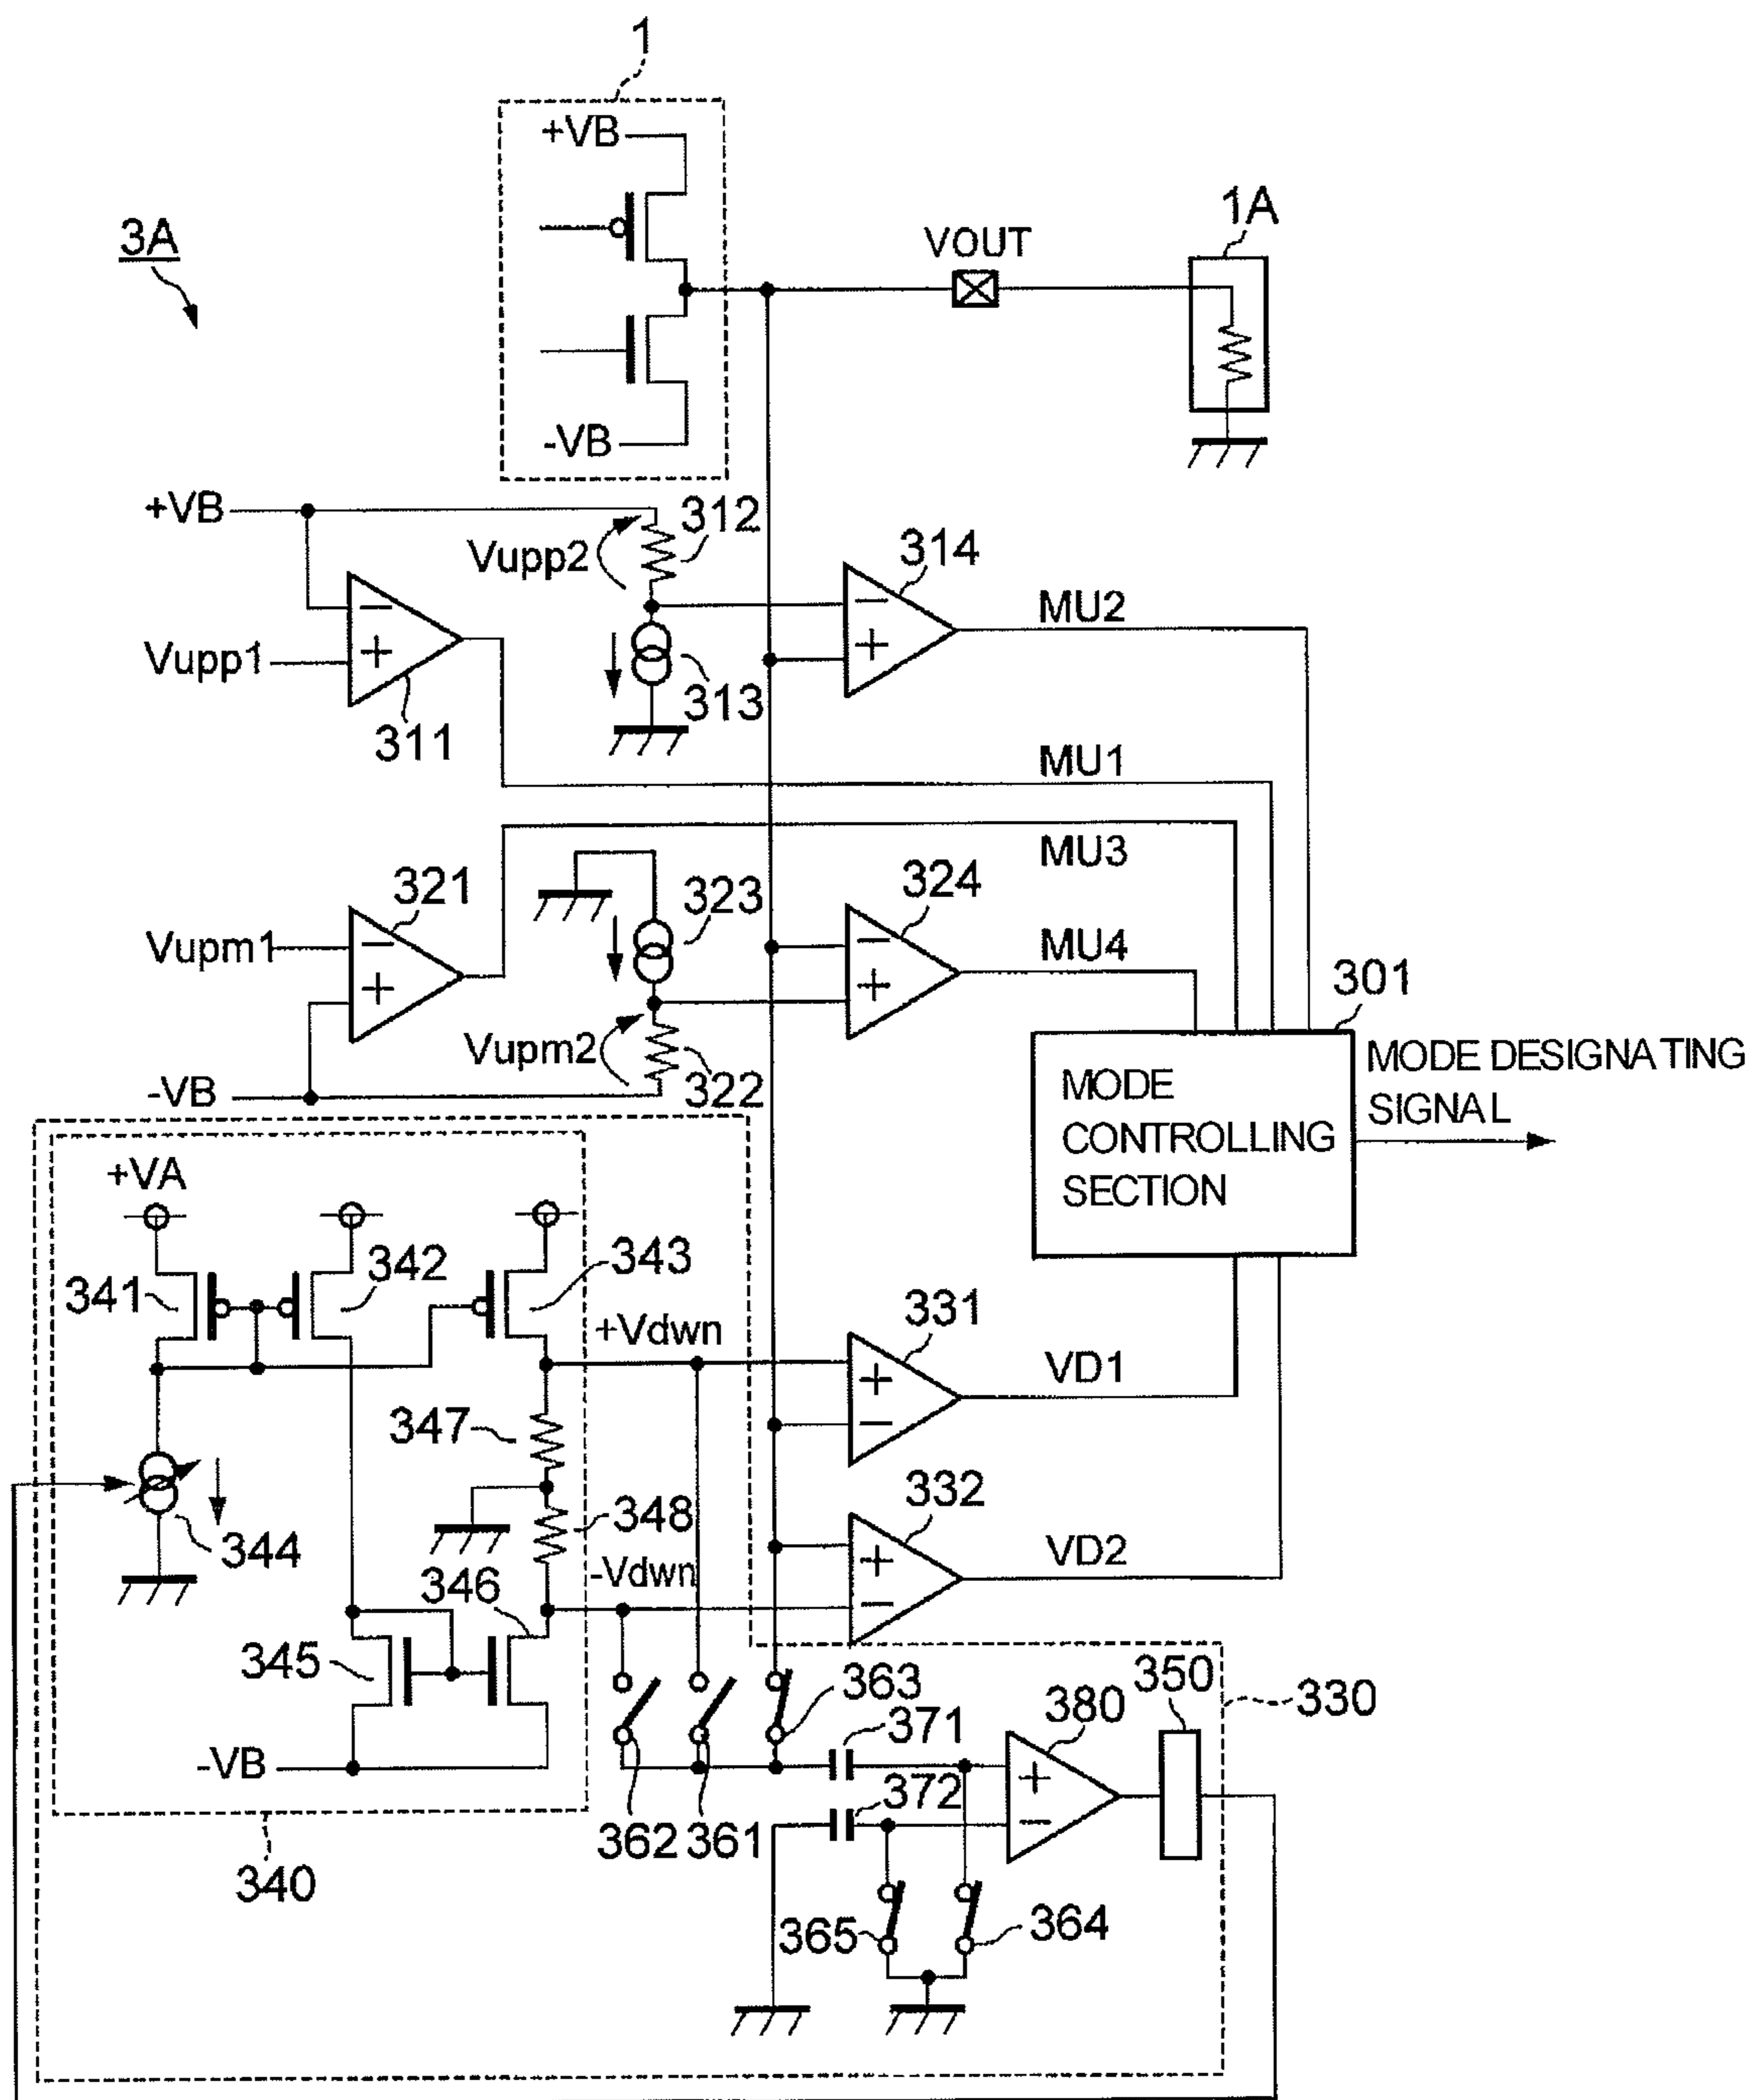 1
+VB
3A
1A
VOUT
-VB
+VB
312
Vupp2
314
MU2
Vupp1
313
311
MU1
MU3
321
323
324
Vupm1
MU4
301
Vupm2
322
-VB
MODE CONTROLLING SECTION
MODE DESIGNATING SIGNAL
+VA
341
342
343
+Vdwn
331
VD1
347
332
344
348
VD2
-Vdwn
346
345
363
350
330
371
380
-VB
372
362
361
340
365
364
+
−
+
−
+
−
+
−
+
−
+
−
+
−